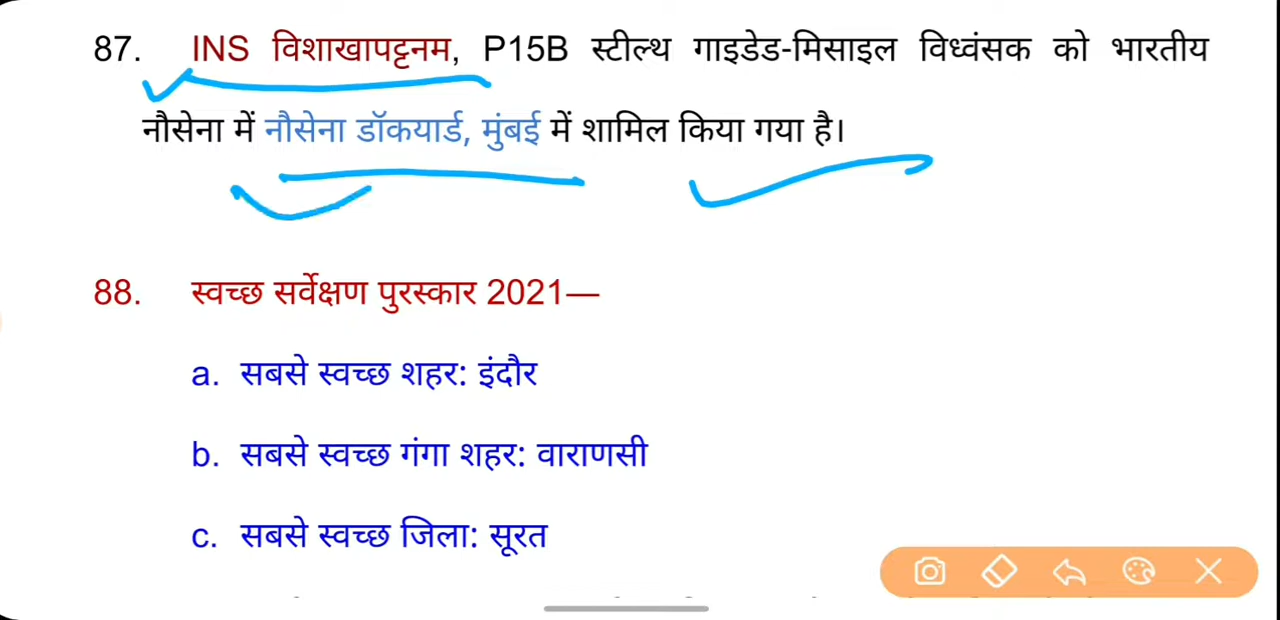 87. INS विशाखापट्टनम, P15B स्टील्थ गाइडेड-मिसाइल विध्वंसक को भारतीय
नौसेना में नौसेना डॉकयार्ड, मुंबई में शामिल किया गया है।
88. स्वच्छ सर्वेक्षण पुरस्कार 2021—
a. सबसे स्वच्छ शहर: इंदौर
b. सबसे स्वच्छ गंगा शहर: वाराणसी
c. सबसे स्वच्छ जिला: सूरत